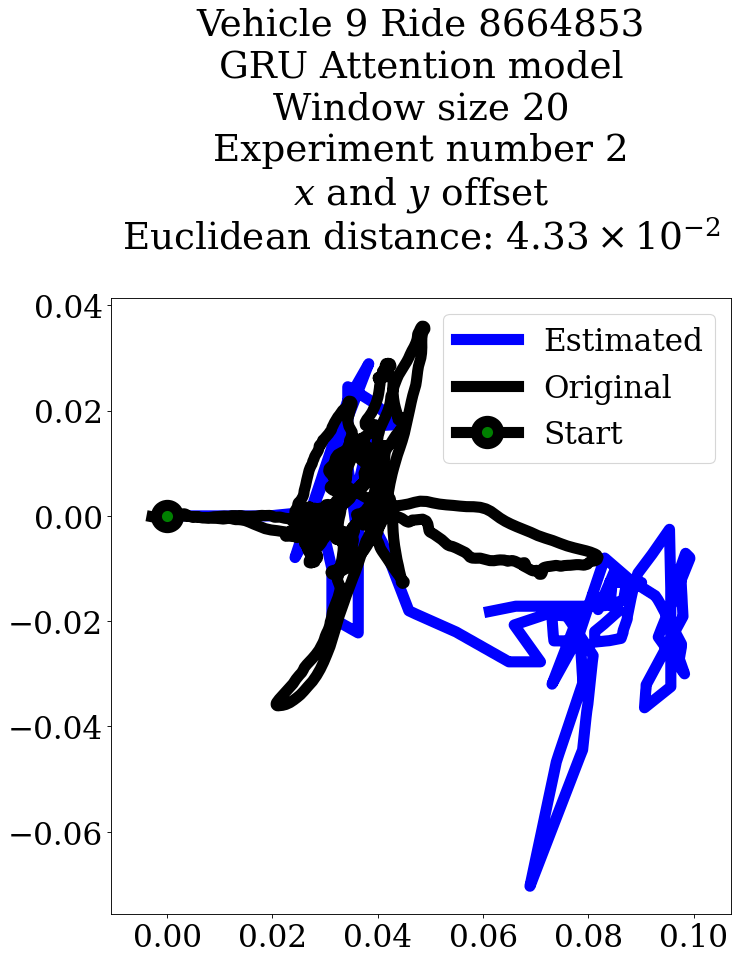 Vehicle 9 Ride 8664853
GRU Attention model
Window size 20
Experiment number 2
x and y offset
Euclidean distance: 4.33 × 10⁻²
0.04
0.02
0.00
−0.02
−0.04
−0.06
Estimated
Original
Start
0.00 0.02 0.04 0.06 0.08 0.10